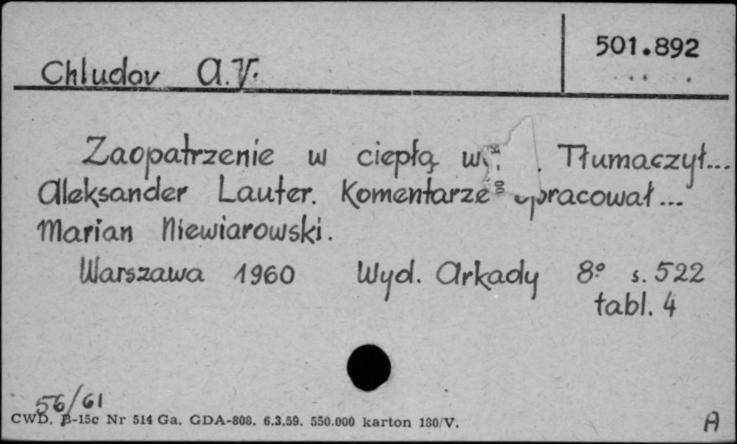 501.892
Chludov A.V.
Zaopatrzenie w ciepłą Tłumaczył...
Aleksander Lauter. Komentarze opracował...
Marian Niewiarowski.
Warszawa 1960 Wyd. Arkady 8° s. 522
tabl. 4
56/61
CWD. B-15c Nr 514 Ga. GDA-808. 6.3.59. 550.000 karton 180/V.
A